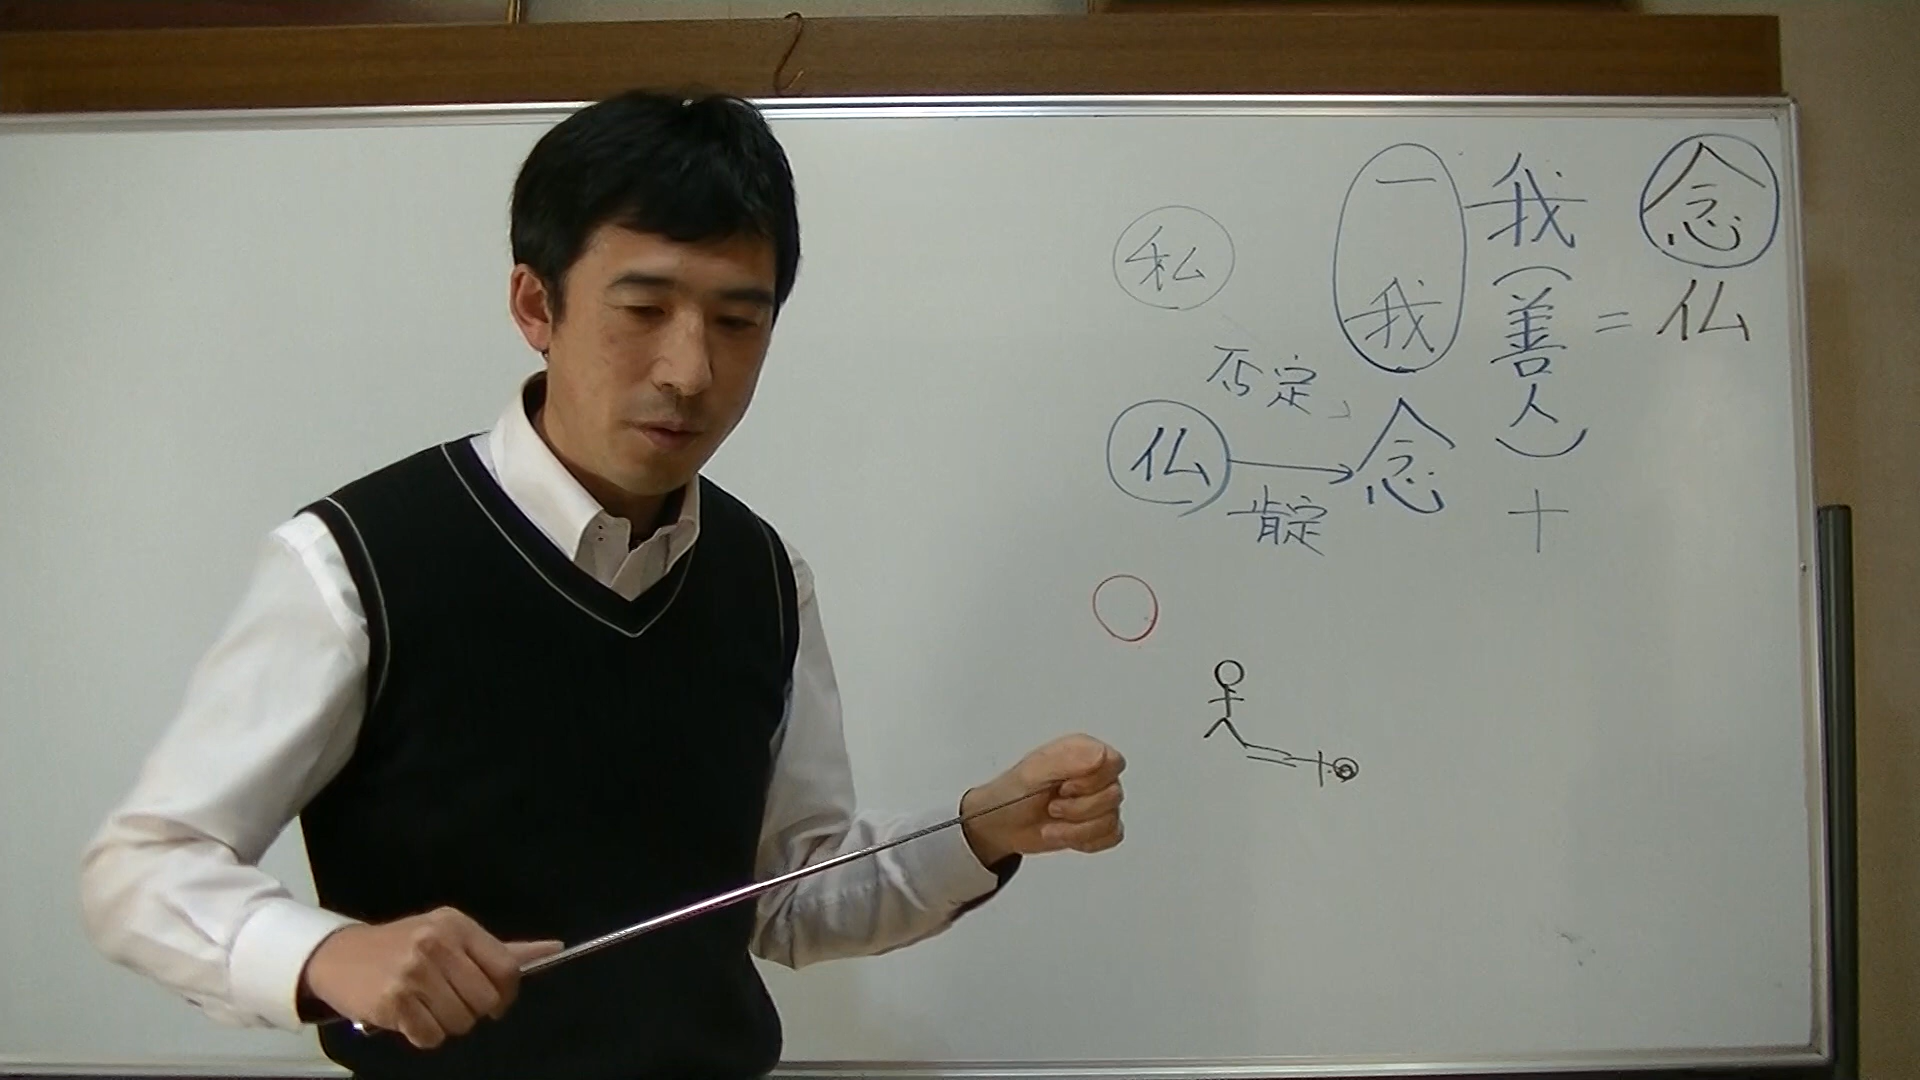 念仏
=
我(善人)+
一我
念
否定
肯定
私
仏